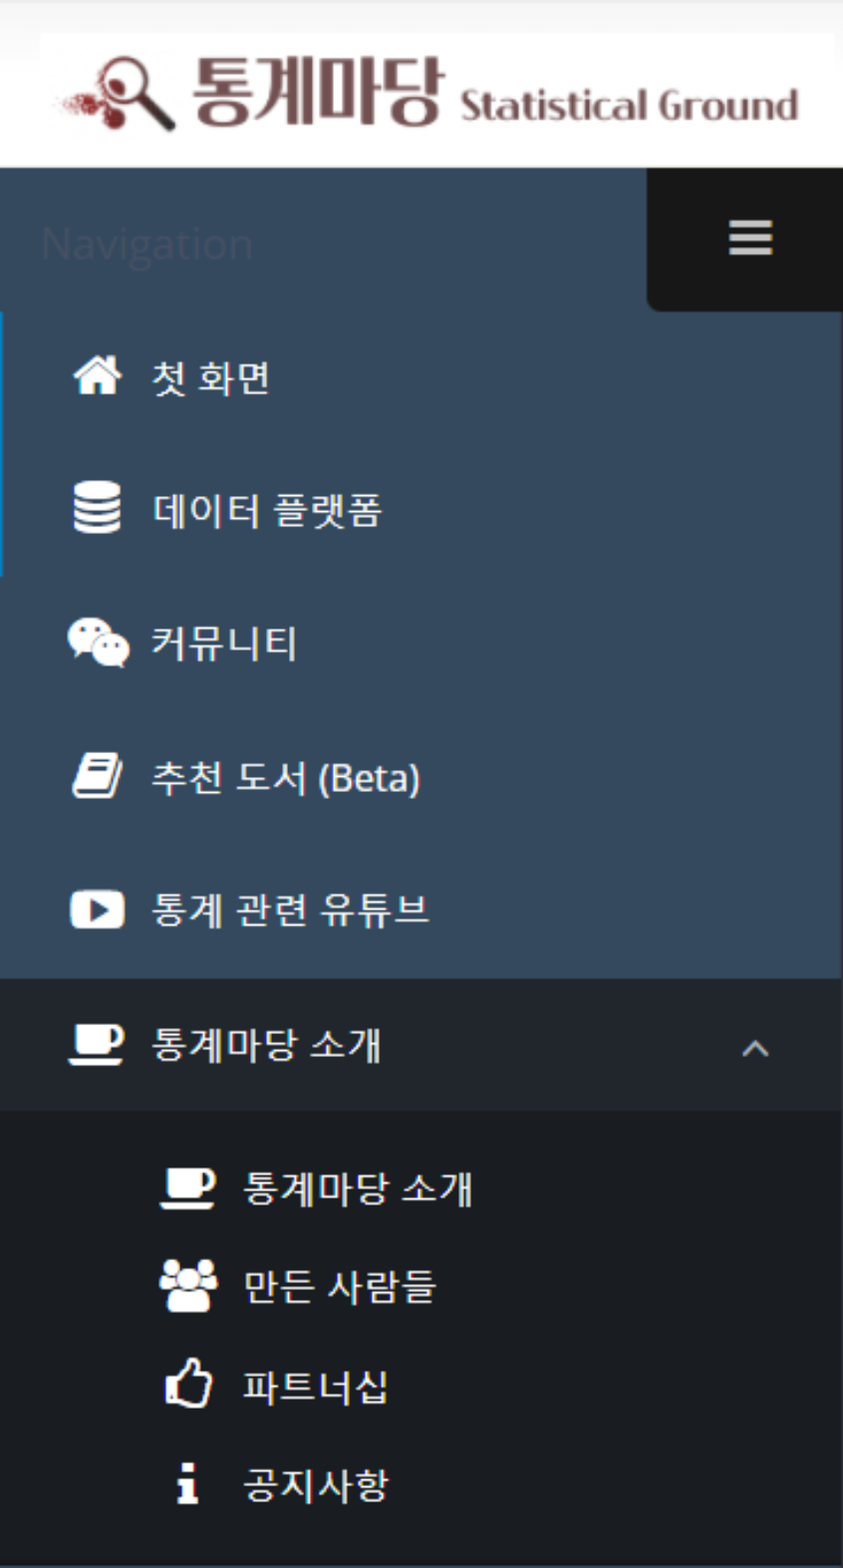 통계마당 Statistical Ground
Navigation
첫 화면
데이터 플랫폼
커뮤니티
추천 도서 (Beta)
통계 관련 유튜브
통계마당 소개
통계마당 소개
만든 사람들
파트너십
공지사항